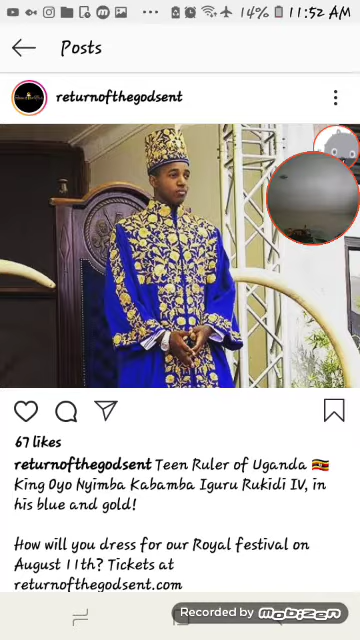 14% 11:52 AM
Posts
returnofthegodsent
67 likes
returnofthegodsent Teen Ruler of Uganda 🇺🇬
King Oyo Nyimba Kabamba Iguru Rukidi IV, in
his blue and gold!
How will you dress for our Royal festival on
August 11th? Tickets at
returnofthegodsent.com
Recorded by mobizen